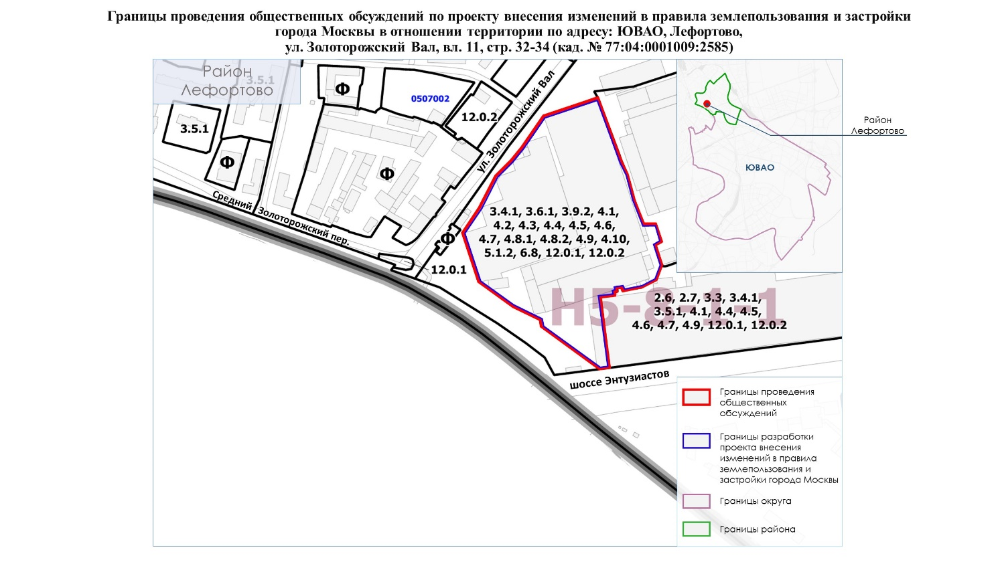 Границы проведения общественных обсуждений по проекту внесения изменений в правила землепользования и застройки
города Москвы в отношении территории по адресу: ЮВАО, Лефортово,
ул. Золоторожский Вал, вл. 11, стр. 32-34 (кад. № 77:04:0001009:2585)
Район
Лефортово
3.5.1
Ф
0507002
12.0.2
ул. Золоторожский Вал
3.5.1
Ф
Ф
Средний Золоторожский пер.
Ф
12.0.1
3.4.1, 3.6.1, 3.9.2, 4.1,
4.2, 4.3, 4.4, 4.5, 4.6,
4.7, 4.8.1, 4.8.2, 4.9, 4.10,
5.1.2, 6.8, 12.0.1, 12.0.2
Н5-8-1-1
2.6, 2.7, 3.3, 3.4.1,
3.5.1, 4.1, 4.4, 4.5,
4.6, 4.7, 4.9, 12.0.1, 12.0.2
шоссе Энтузиастов
Район
Лефортово
ЮВАО
Границы проведения
общественных
обсуждений
Границы разработки
проекта внесения
изменений в правила
землепользования и
застройки города Москвы
Границы округа
Границы района